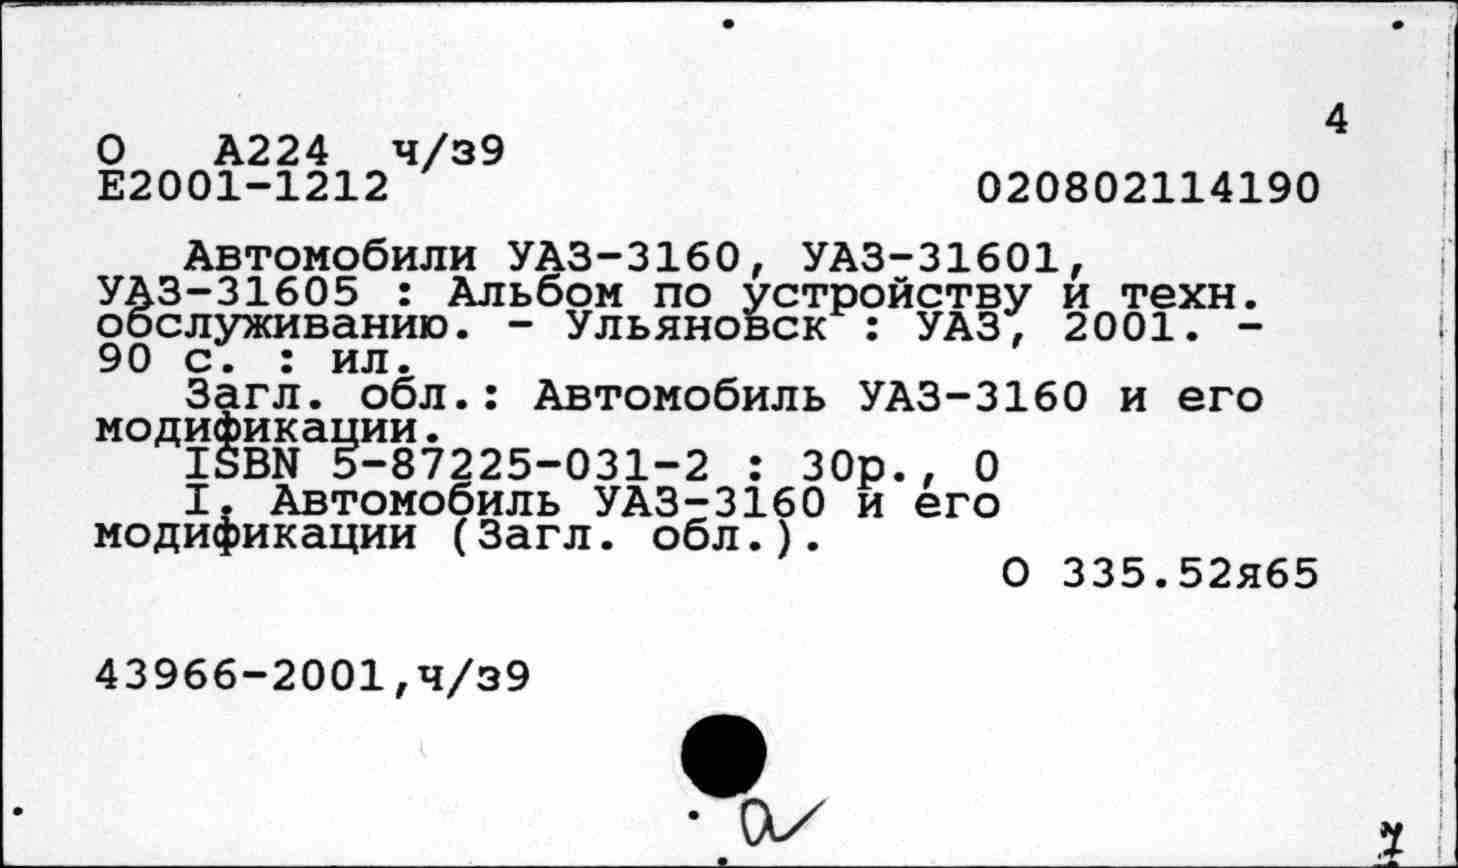 4
О А224 ч/з9
Е2001-1212 020802114190
Автомобили УАЗ-3160, УАЗ-31601,
УАЗ-31605 : Альбом по устройству и техн.
обслуживанию. - Ульяновск : УАЗ, 2001. -
90 с. : ил.
Загл. обл.: Автомобиль УАЗ-3160 и его
модификации.
ISBN 5-87225-031-2 : 30р., 0
I. Автомобиль УАЗ-3160 и его
модификации (Загл. обл.).
О 335.52я65
43966-2001,ч/з9